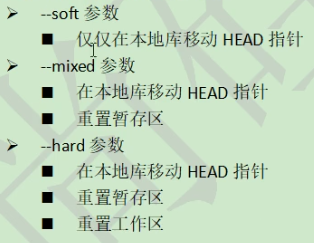 ➢ --soft 参数
■ 仅仅在本地库移动 HEAD 指针
➢ --mixed 参数
■ 在本地库移动 HEAD 指针
■ 重置暂存区
➢ --hard 参数
■ 在本地库移动 HEAD 指针
■ 重置暂存区
■ 重置工作区